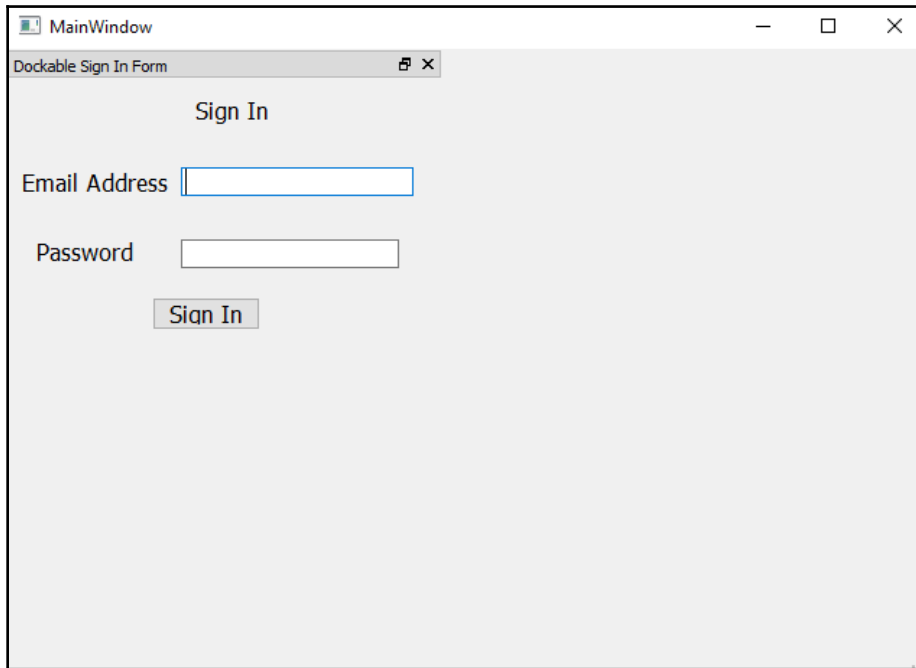 MainWindow
Dockable Sign In Form
Sign In
Email Address
Password
Sign In